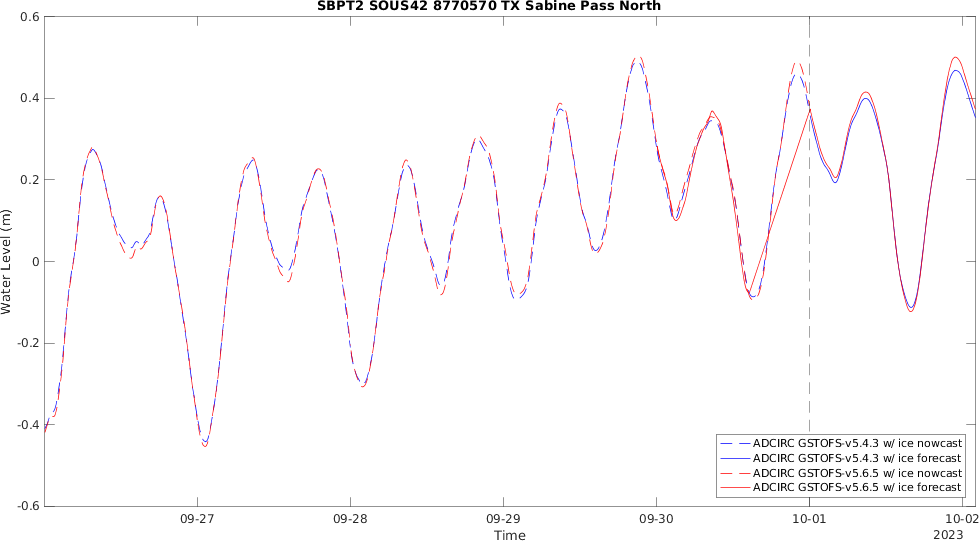 SBPT2 SOUS42 8770570 TX Sabine Pass North
0.6
0.4
0.2
0
-0.2
-0.4
-0.6
Water Level (m)
09-27
09-28
09-29
09-30
10-01
10-02
Time
2023
ADCIRC GSTOFS-v5.4.3 w/ ice nowcast
ADCIRC GSTOFS-v5.4.3 w/ ice forecast
ADCIRC GSTOFS-v5.6.5 w/ ice nowcast
ADCIRC GSTOFS-v5.6.5 w/ ice forecast